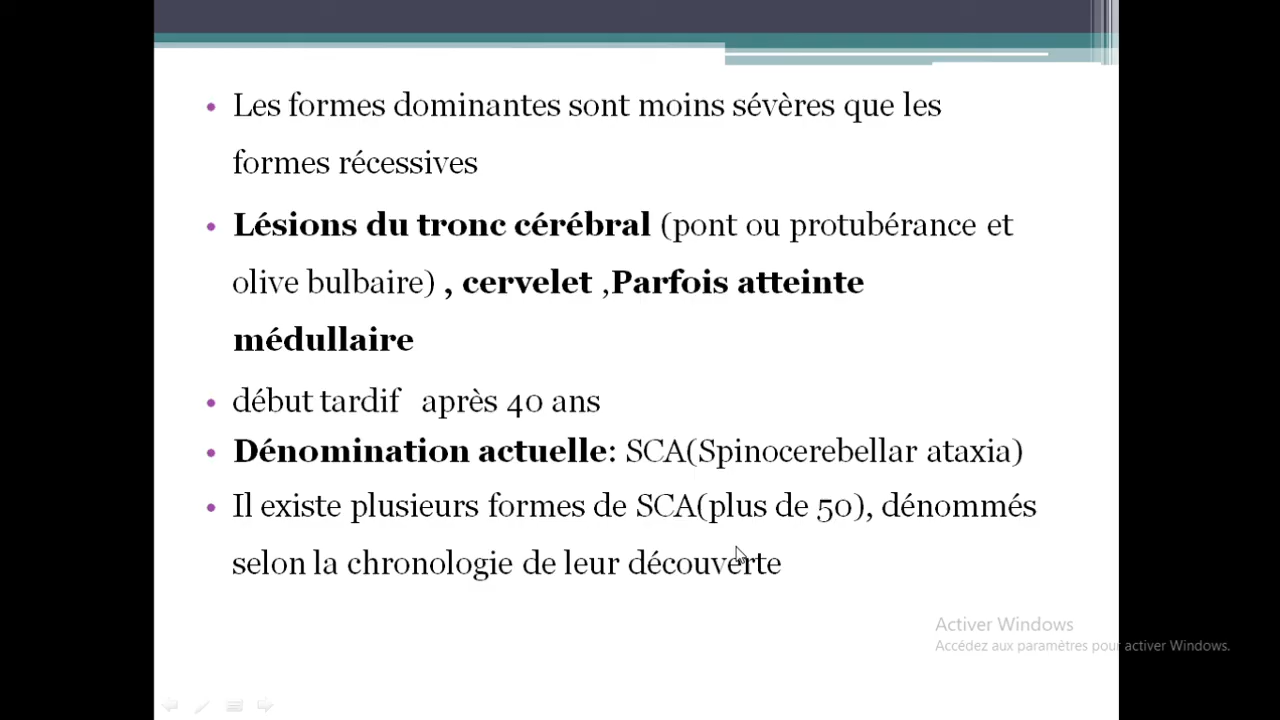 Les formes dominantes sont moins sévères que les
formes récessives
Lésions du tronc cérébral (pont ou protubérance et
olive bulbaire) , cervelet ,Parfois atteinte
médullaire
début tardif après 40 ans
Dénomination actuelle: SCA(Spinocerebellar ataxia)
Il existe plusieurs formes de SCA(plus de 50), dénommés
selon la chronologie de leur découverte
Activer Windows
Accédez aux paramètres pour activer Windows.